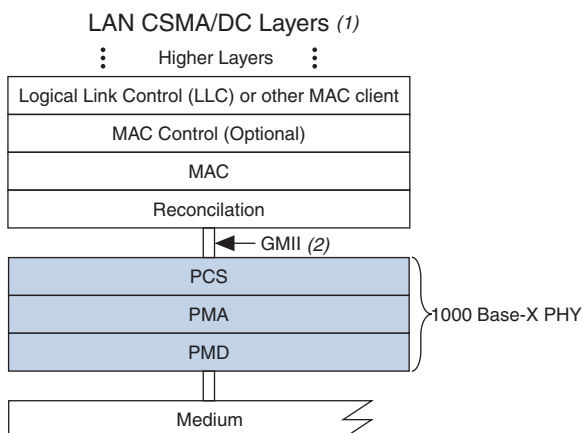 LAN CSMA/DC Layers (1)
Higher Layers
Logical Link Control (LLC) or other MAC client
MAC Control (Optional)
MAC
Reconcilation
GMII (2)
PCS
PMA
PMD
1000 Base-X PHY
Medium